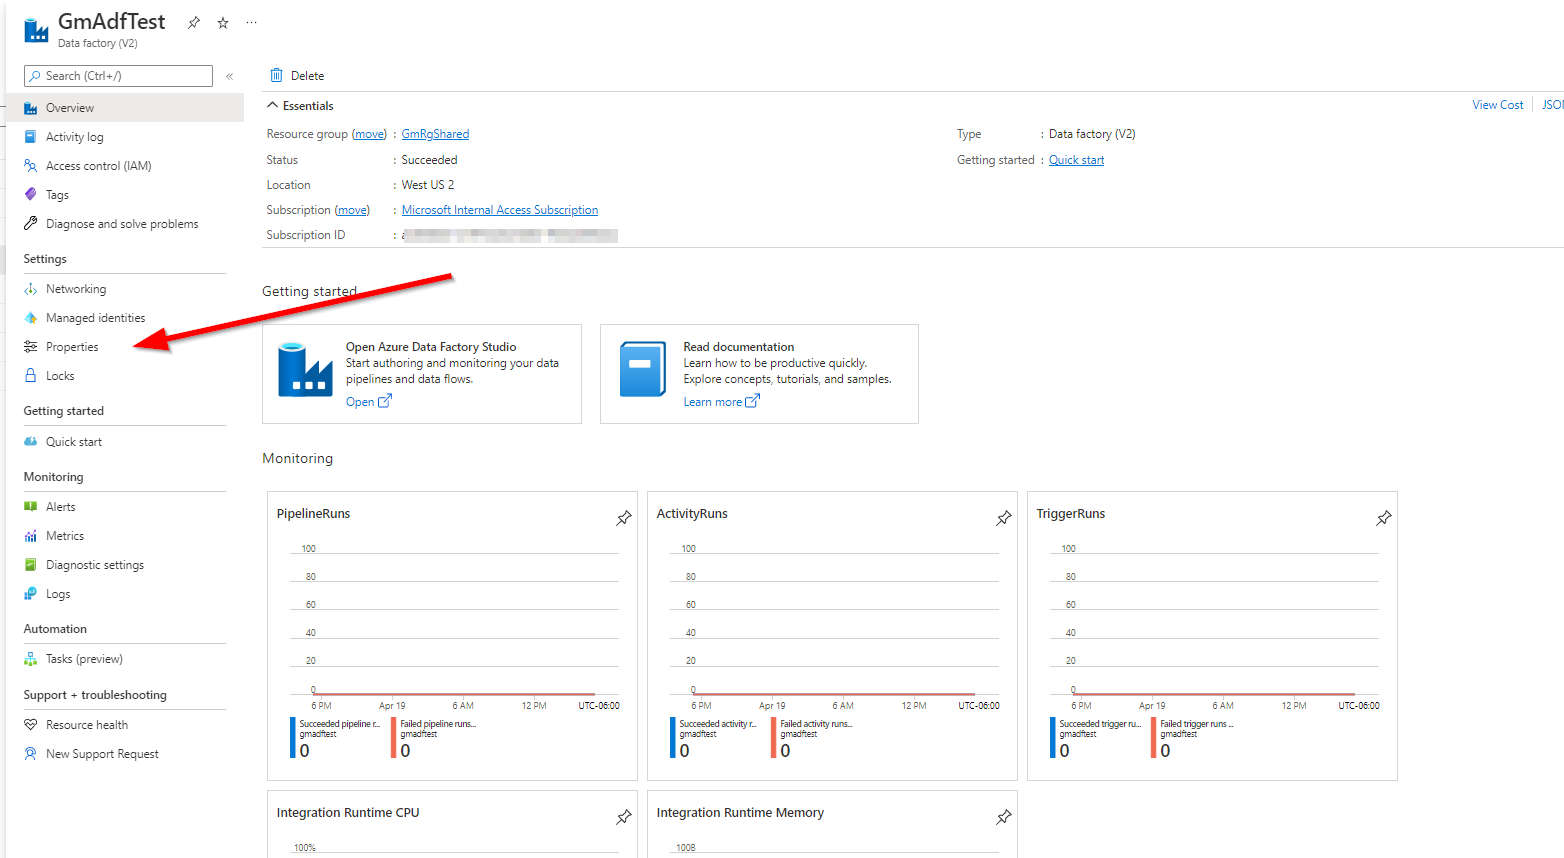 GmAdfTest
Data factory (V2)
Search (Ctrl+/)
Overview
Activity log
Access control (IAM)
Tags
Diagnose and solve problems
Settings
Networking
Managed identities
Properties
Locks
Getting started
Quick start
Monitoring
Alerts
Metrics
Diagnostic settings
Logs
Automation
Tasks (preview)
Support + troubleshooting
Resource health
New Support Request
Delete
Essentials
View Cost
JSON
Resource group (move) : GmRgShared
Status : Succeeded
Location : West US 2
Subscription (move) : Microsoft Internal Access Subscription
Subscription ID :
Type : Data factory (V2)
Getting started : Quick start
Getting started
Open Azure Data Factory Studio
Start authoring and monitoring your data
pipelines and data flows.
Open
Read documentation
Learn how to be productive quickly.
Explore concepts, tutorials, and samples.
Learn more
Monitoring
PipelineRuns
100
80
60
40
20
0
6 PM Apr 19 6 AM 12 PM UTC-06:00
Succeeded pipeline r...
gmadftest
0
Failed pipeline runs...
gmadftest
0
ActivityRuns
100
80
60
40
20
0
6 PM Apr 19 6 AM 12 PM UTC-06:00
Succeeded activity r...
gmadftest
0
Failed activity runs...
gmadftest
0
TriggerRuns
100
80
60
40
20
0
6 PM Apr 19 6 AM 12 PM UTC-06:00
Succeeded trigger ru...
gmadftest
0
Failed trigger runs ...
gmadftest
0
Integration Runtime CPU
100%
Integration Runtime Memory
100B